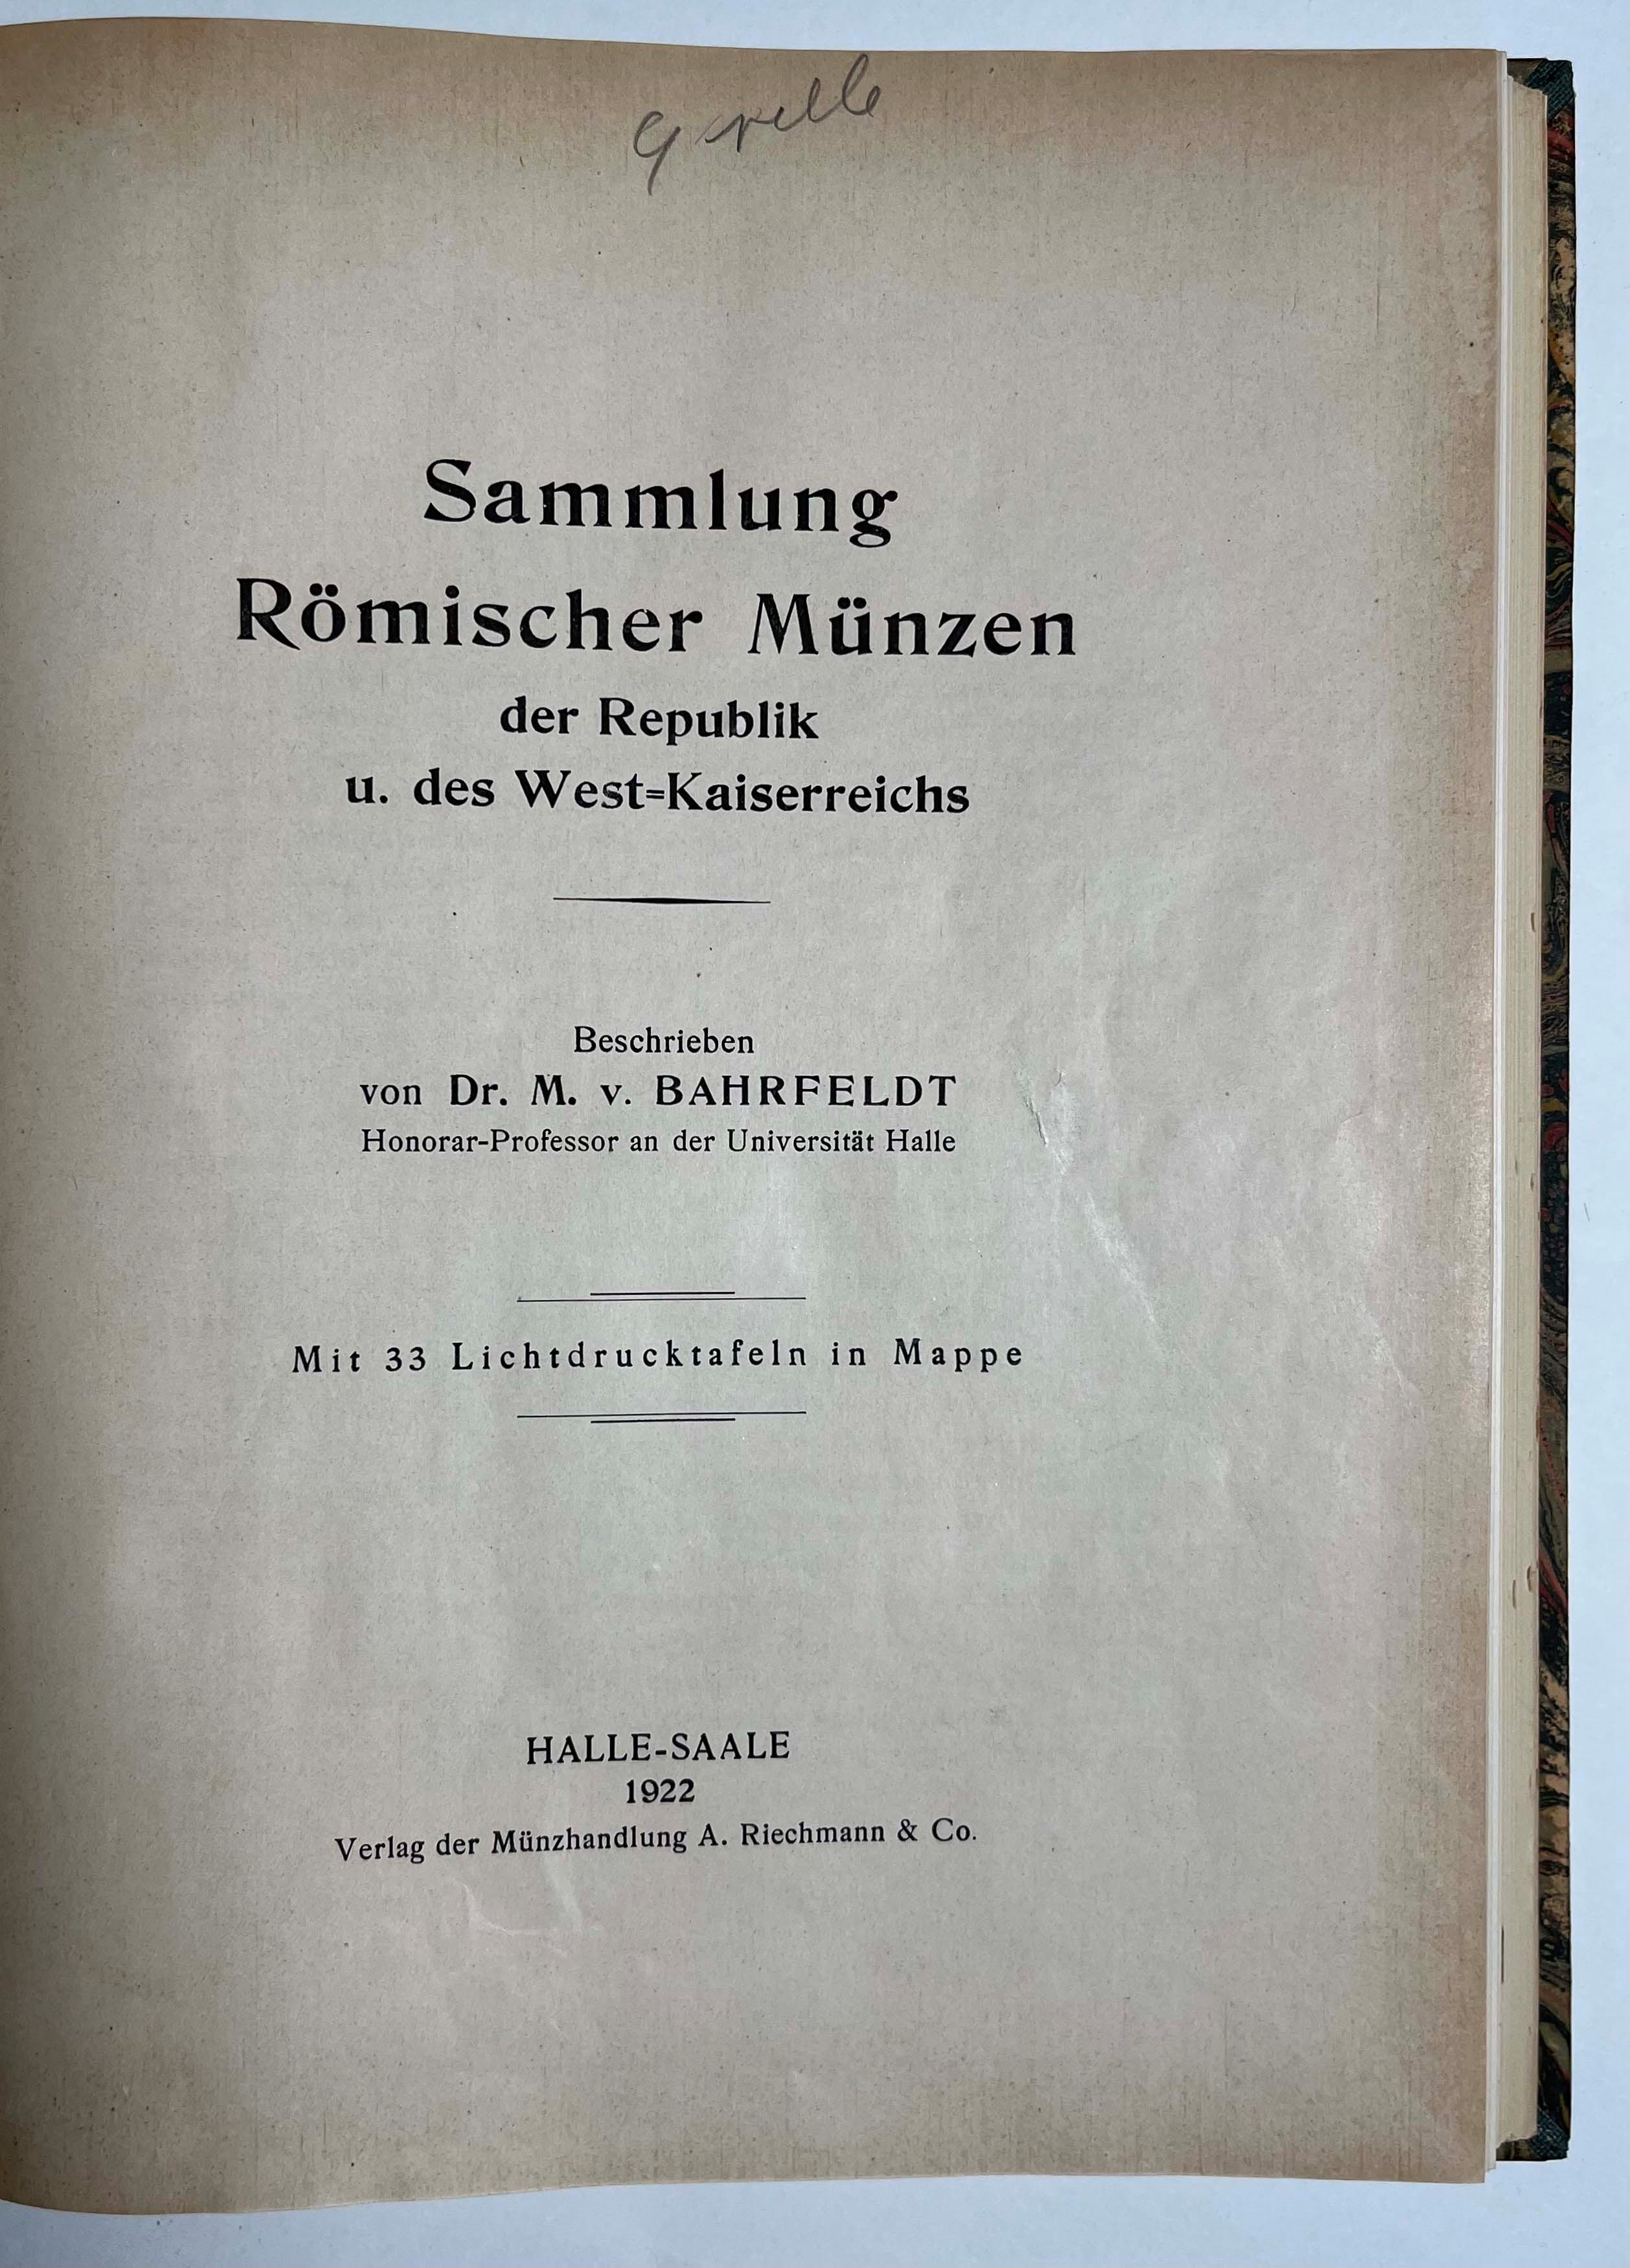 Sammlung
Römischer Münzen
der Republik
u. des West=Kaiserreichs
Beschrieben
von Dr. M. v. BAHRFELDT
Honorar-Professor an der Universität Halle
Mit 33 Lichtdrucktafeln in Mappe
HALLE-SAALE
1922
Verlag der Münzhandlung A. Riechmann & Co.